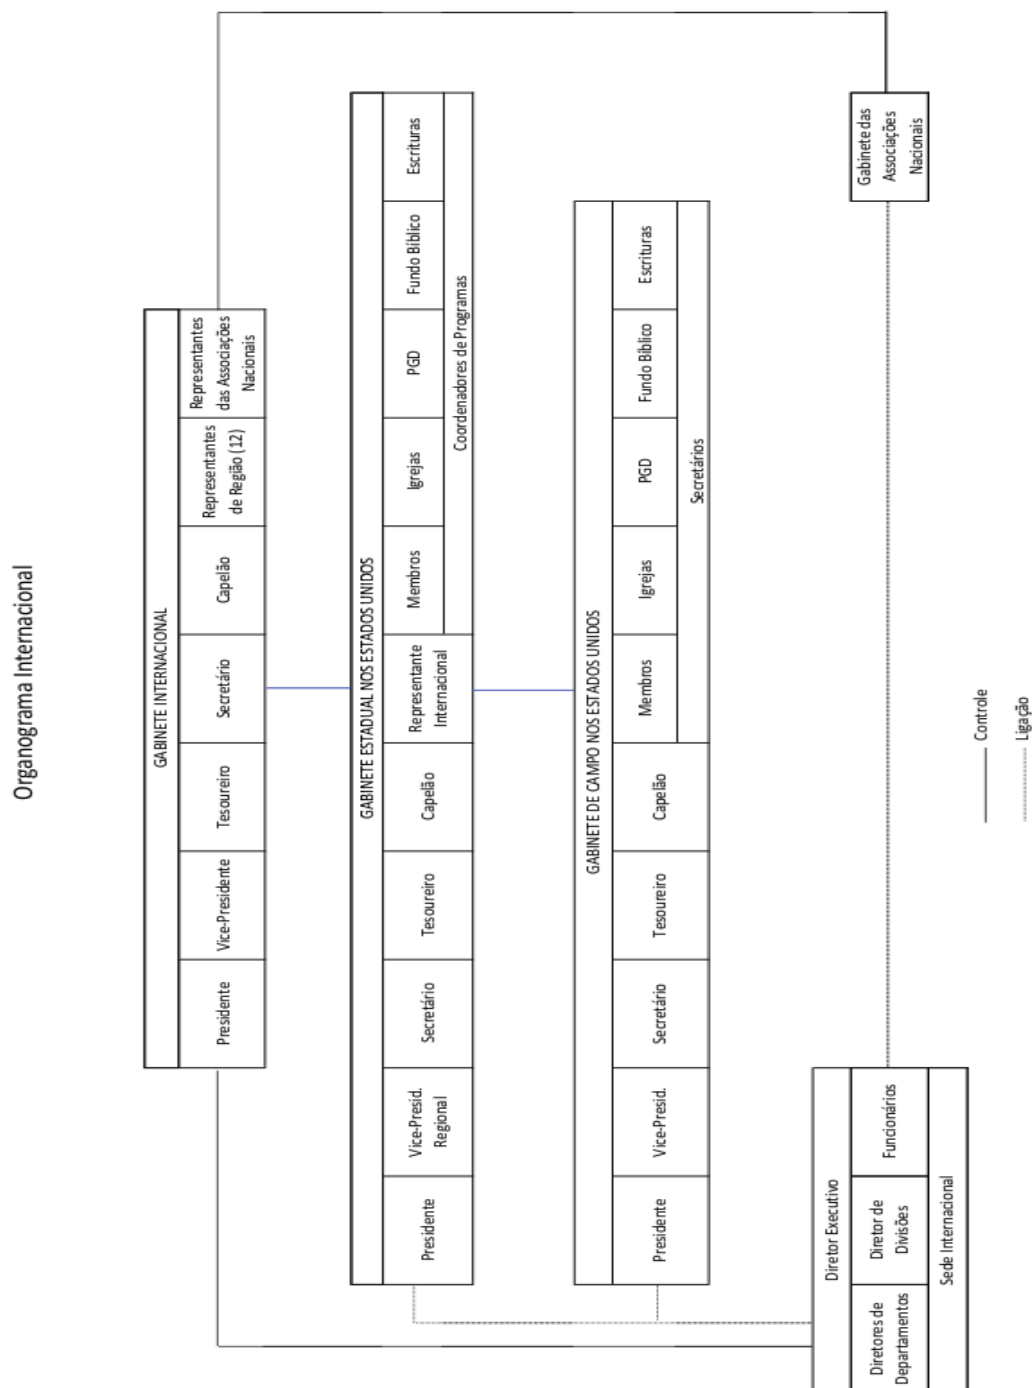 Organograma Internacional
GABINETE INTERNACIONAL
Presidente
Vice-Presidente
Tesoureiro
Secretário
Capelão
Representantes
de Região (12)
Representantes
das Associações
Nacionais
GABINETE ESTADUAL NOS ESTADOS UNIDOS
Presidente
Vice-Presid.
Regional
Secretário
Tesoureiro
Capelão
Representante
Internacional
Membros
Igrejas
PGD
Fundo Bíblico
Escrituras
Coordenadores de Programas
GABINETE DE CAMPO NOS ESTADOS UNIDOS
Presidente
Vice-Presid.
Secretário
Tesoureiro
Capelão
Membros
Igrejas
PGD
Fundo Bíblico
Escrituras
Secretários
Diretor Executivo
Diretores de
Departamentos
Diretor de
Divisões
Funcionários
Sede Internacional
Gabinete das
Associações
Nacionais
Controle
Ligação